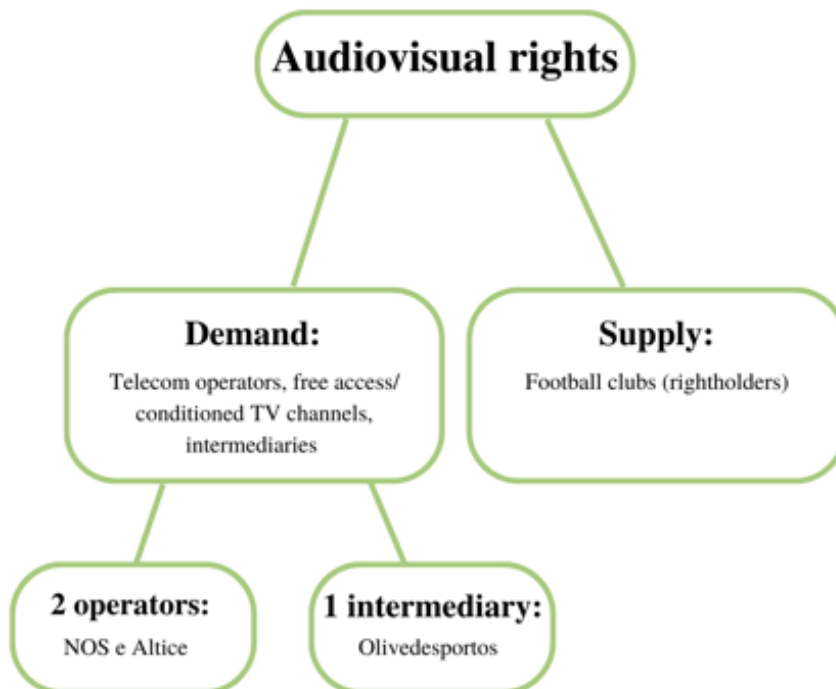 Audiovisual rights
Demand:
Telecom operators, free access/
conditioned TV channels,
intermediaries
Supply:
Football clubs (rightholders)
2 operators:
NOS e Altice
1 intermediary:
Olivedesportos